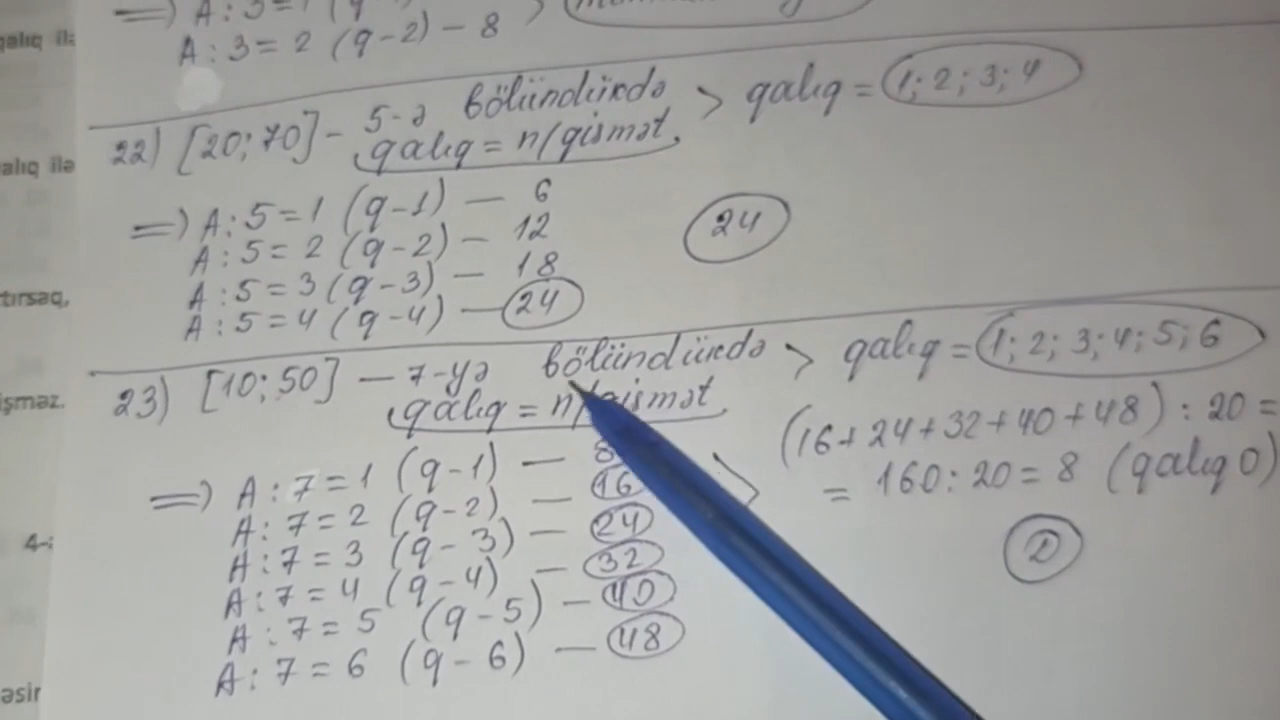 A : 3 = 2 (q-2) - 8
22) [20; 70] - 5-ə bölündükdə > qalıq = 1; 2; 3; 4
qalıq = n/qismət
=> A : 5 = 1 (q-1) — 6
A : 5 = 2 (q-2) — 12
A : 5 = 3 (q-3) — 18
A : 5 = 4 (q-4) — 24
24
23) [10; 50] — 7-yə bölündükdə > qalıq = 1; 2; 3; 4; 5; 6
qalıq = n/qismət
=> A : 7 = 1 (q-1) — 8
A : 7 = 2 (q-2) — 16
A : 7 = 3 (q-3) — 24
A : 7 = 4 (q-4) — 32
A : 7 = 5 (q-5) — 40
A : 7 = 6 (q-6) — 48
(16+24+32+40+48) : 20 =
= 160 : 20 = 8 (qalıq 0)
D
qalıq ilə
alıq ilə
tırsaq,
işməz.